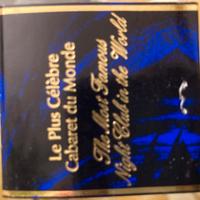 Le Plus Célèbre
Cabaret du Monde
The Most Famous
Night Club in the World